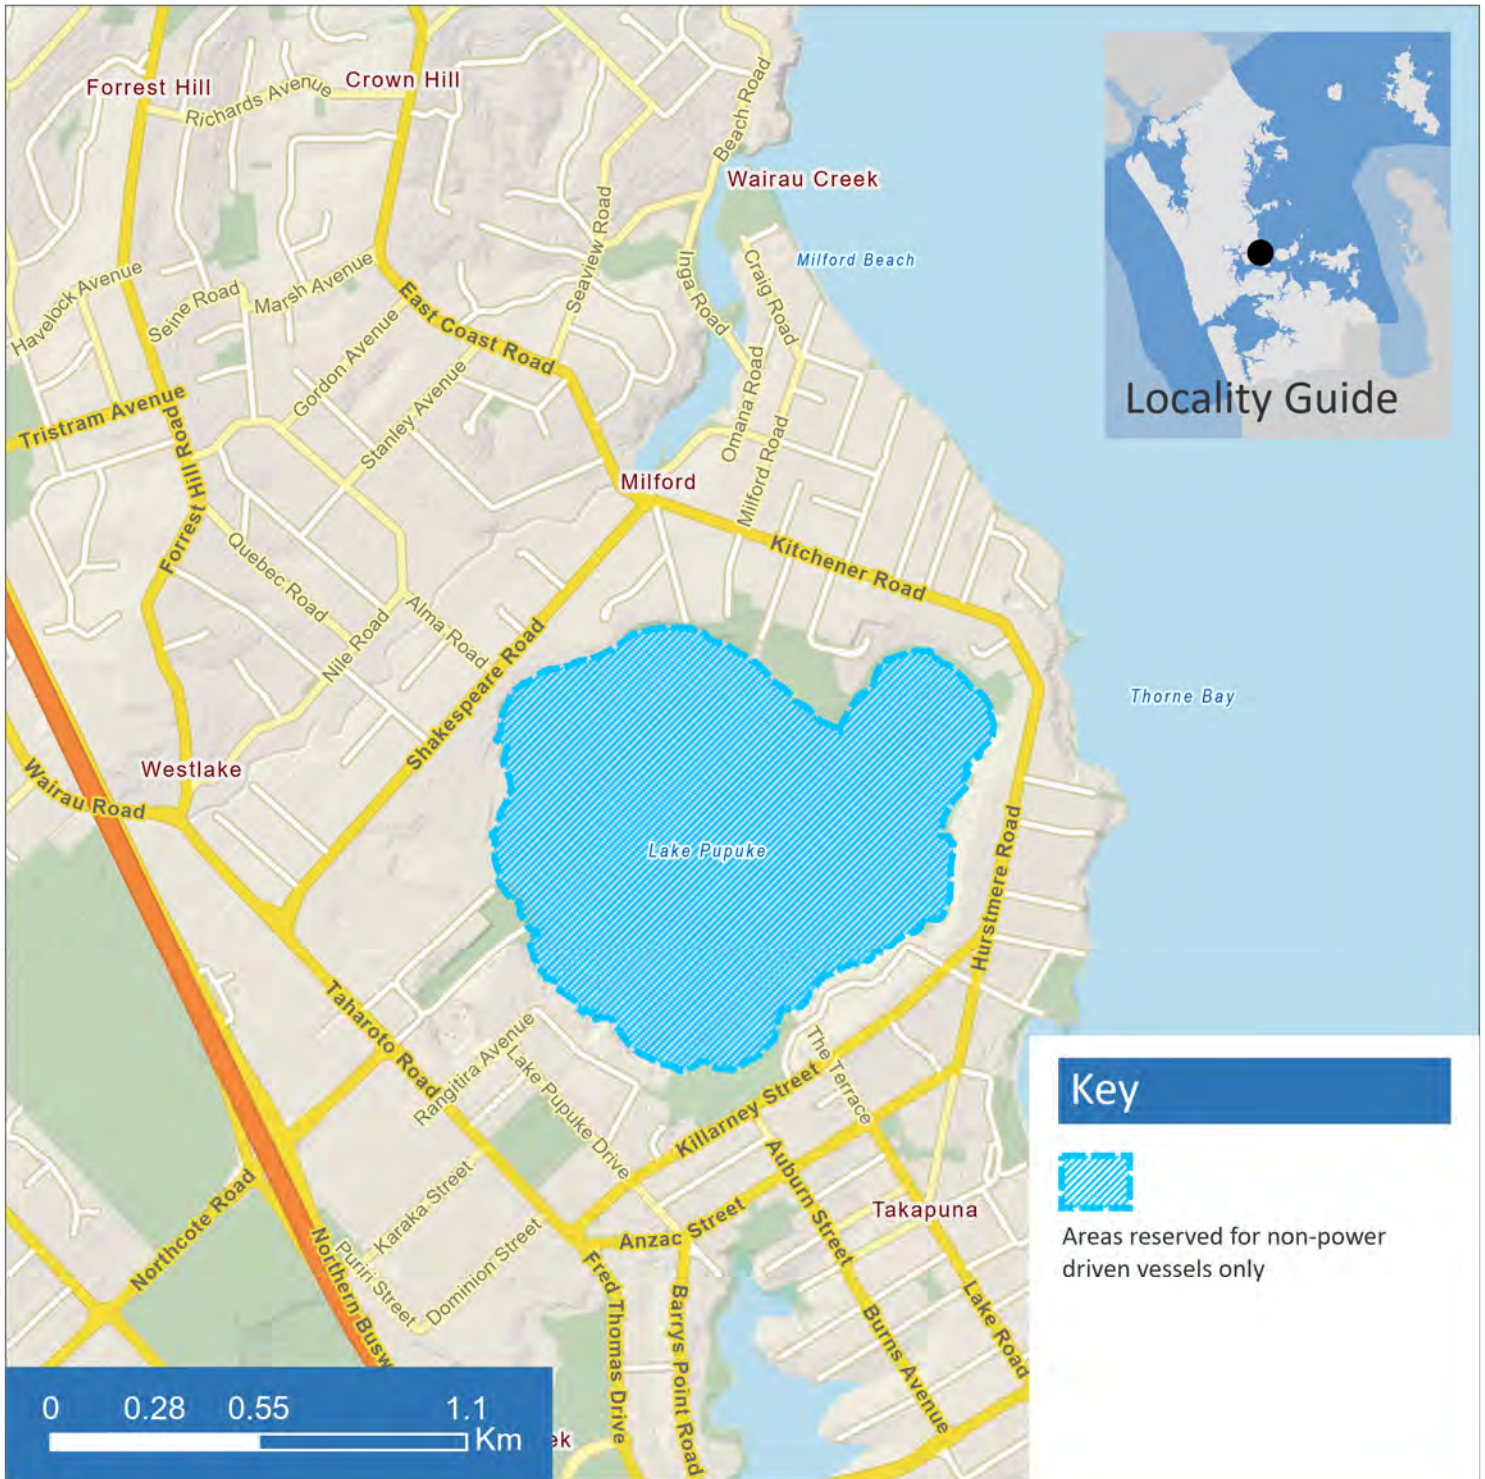 Forrest Hill
Crown Hill
Richards Avenue
Beach Road
Wairau Creek
Milford Beach
Seaview Road
Inga Road
Craig Road
Havelock Avenue
Seine Road
Marsh Avenue
East Coast Road
Gordon Avenue
Stanley Avenue
Omana Road
Milford Road
Tristram Avenue
Forrest Hill Road
Milford
Kitchener Road
Quebec Road
Alma Road
Nile Road
Shakespeare Road
Thorne Bay
Westlake
Wairau Road
Lake Pupuke
Hurstmere Road
Taharoto Road
Rangitira Avenue
Lake Pupuke Drive
The Terrace
Killarney Street
Auburn Street
Karaka Street
Anzac Street
Takapuna
Northcote Road
Northern Busw
Puriri Street
Dominion Street
Fred Thomas Drive
Barrys Point Road
Burns Avenue
Lake Road
ek
Locality Guide
Key
Areas reserved for non-power
driven vessels only
0 0.28 0.55 1.1
Km